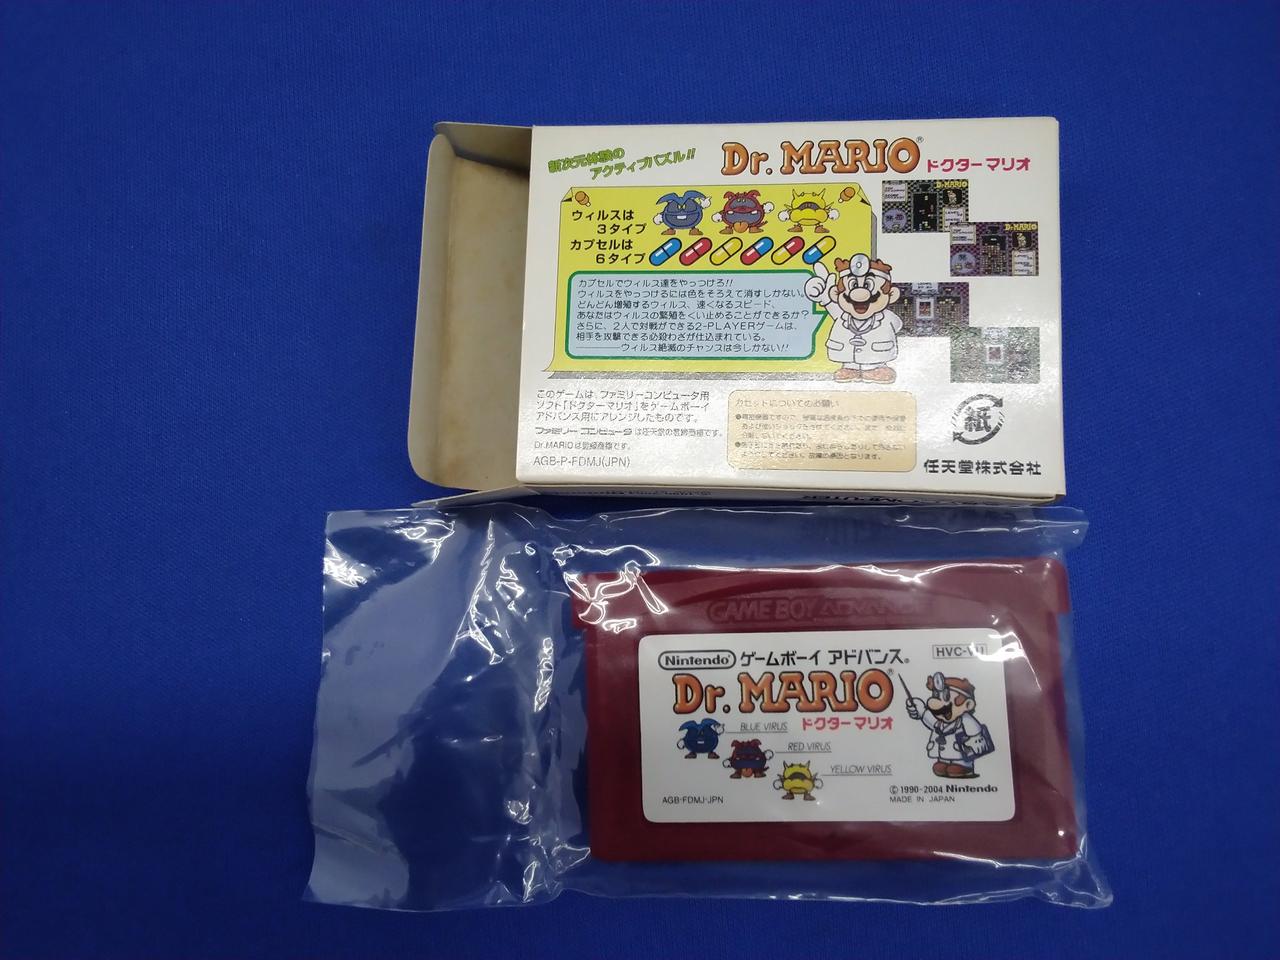 新次元体験の
アクティブパズル!!
Dr. MARIO®
ドクターマリオ
ウィルスは
3タイプ
カプセルは
6タイプ
カプセルでウィルス達をやっつけろ!!
ウィルスをやっつけるには色をそろえて消すしかない。
どんどん増殖するウィルス、速くなるスピード、
あなたはウィルスの繁殖をくい止めることができるか?
さらに、2人で対戦ができる2-PLAYERゲームは、
相手を攻撃できる必殺わざが仕込まれている。
ウィルス絶滅のチャンスは今しかない!!
このゲームは、ファミリーコンピュータ用
ソフト「ドクターマリオ」をゲームボーイ
アドバンス用にアレンジしたものです。
ファミリーコンピュータは任天堂の登録商標です。
Dr.MARIOは登録商標です。
AGB-P-FDMJ(JPN)
カセットについてのお願い
紙
任天堂株式会社
GAME BOY ADVANCE
Nintendo ゲームボーイ アドバンス®
HVC-VU
Dr. MARIO®
ドクターマリオ
BLUE VIRUS
RED VIRUS
YELLOW VIRUS
AGB-FDMJ-JPN
©1990-2004 Nintendo
MADE IN JAPAN